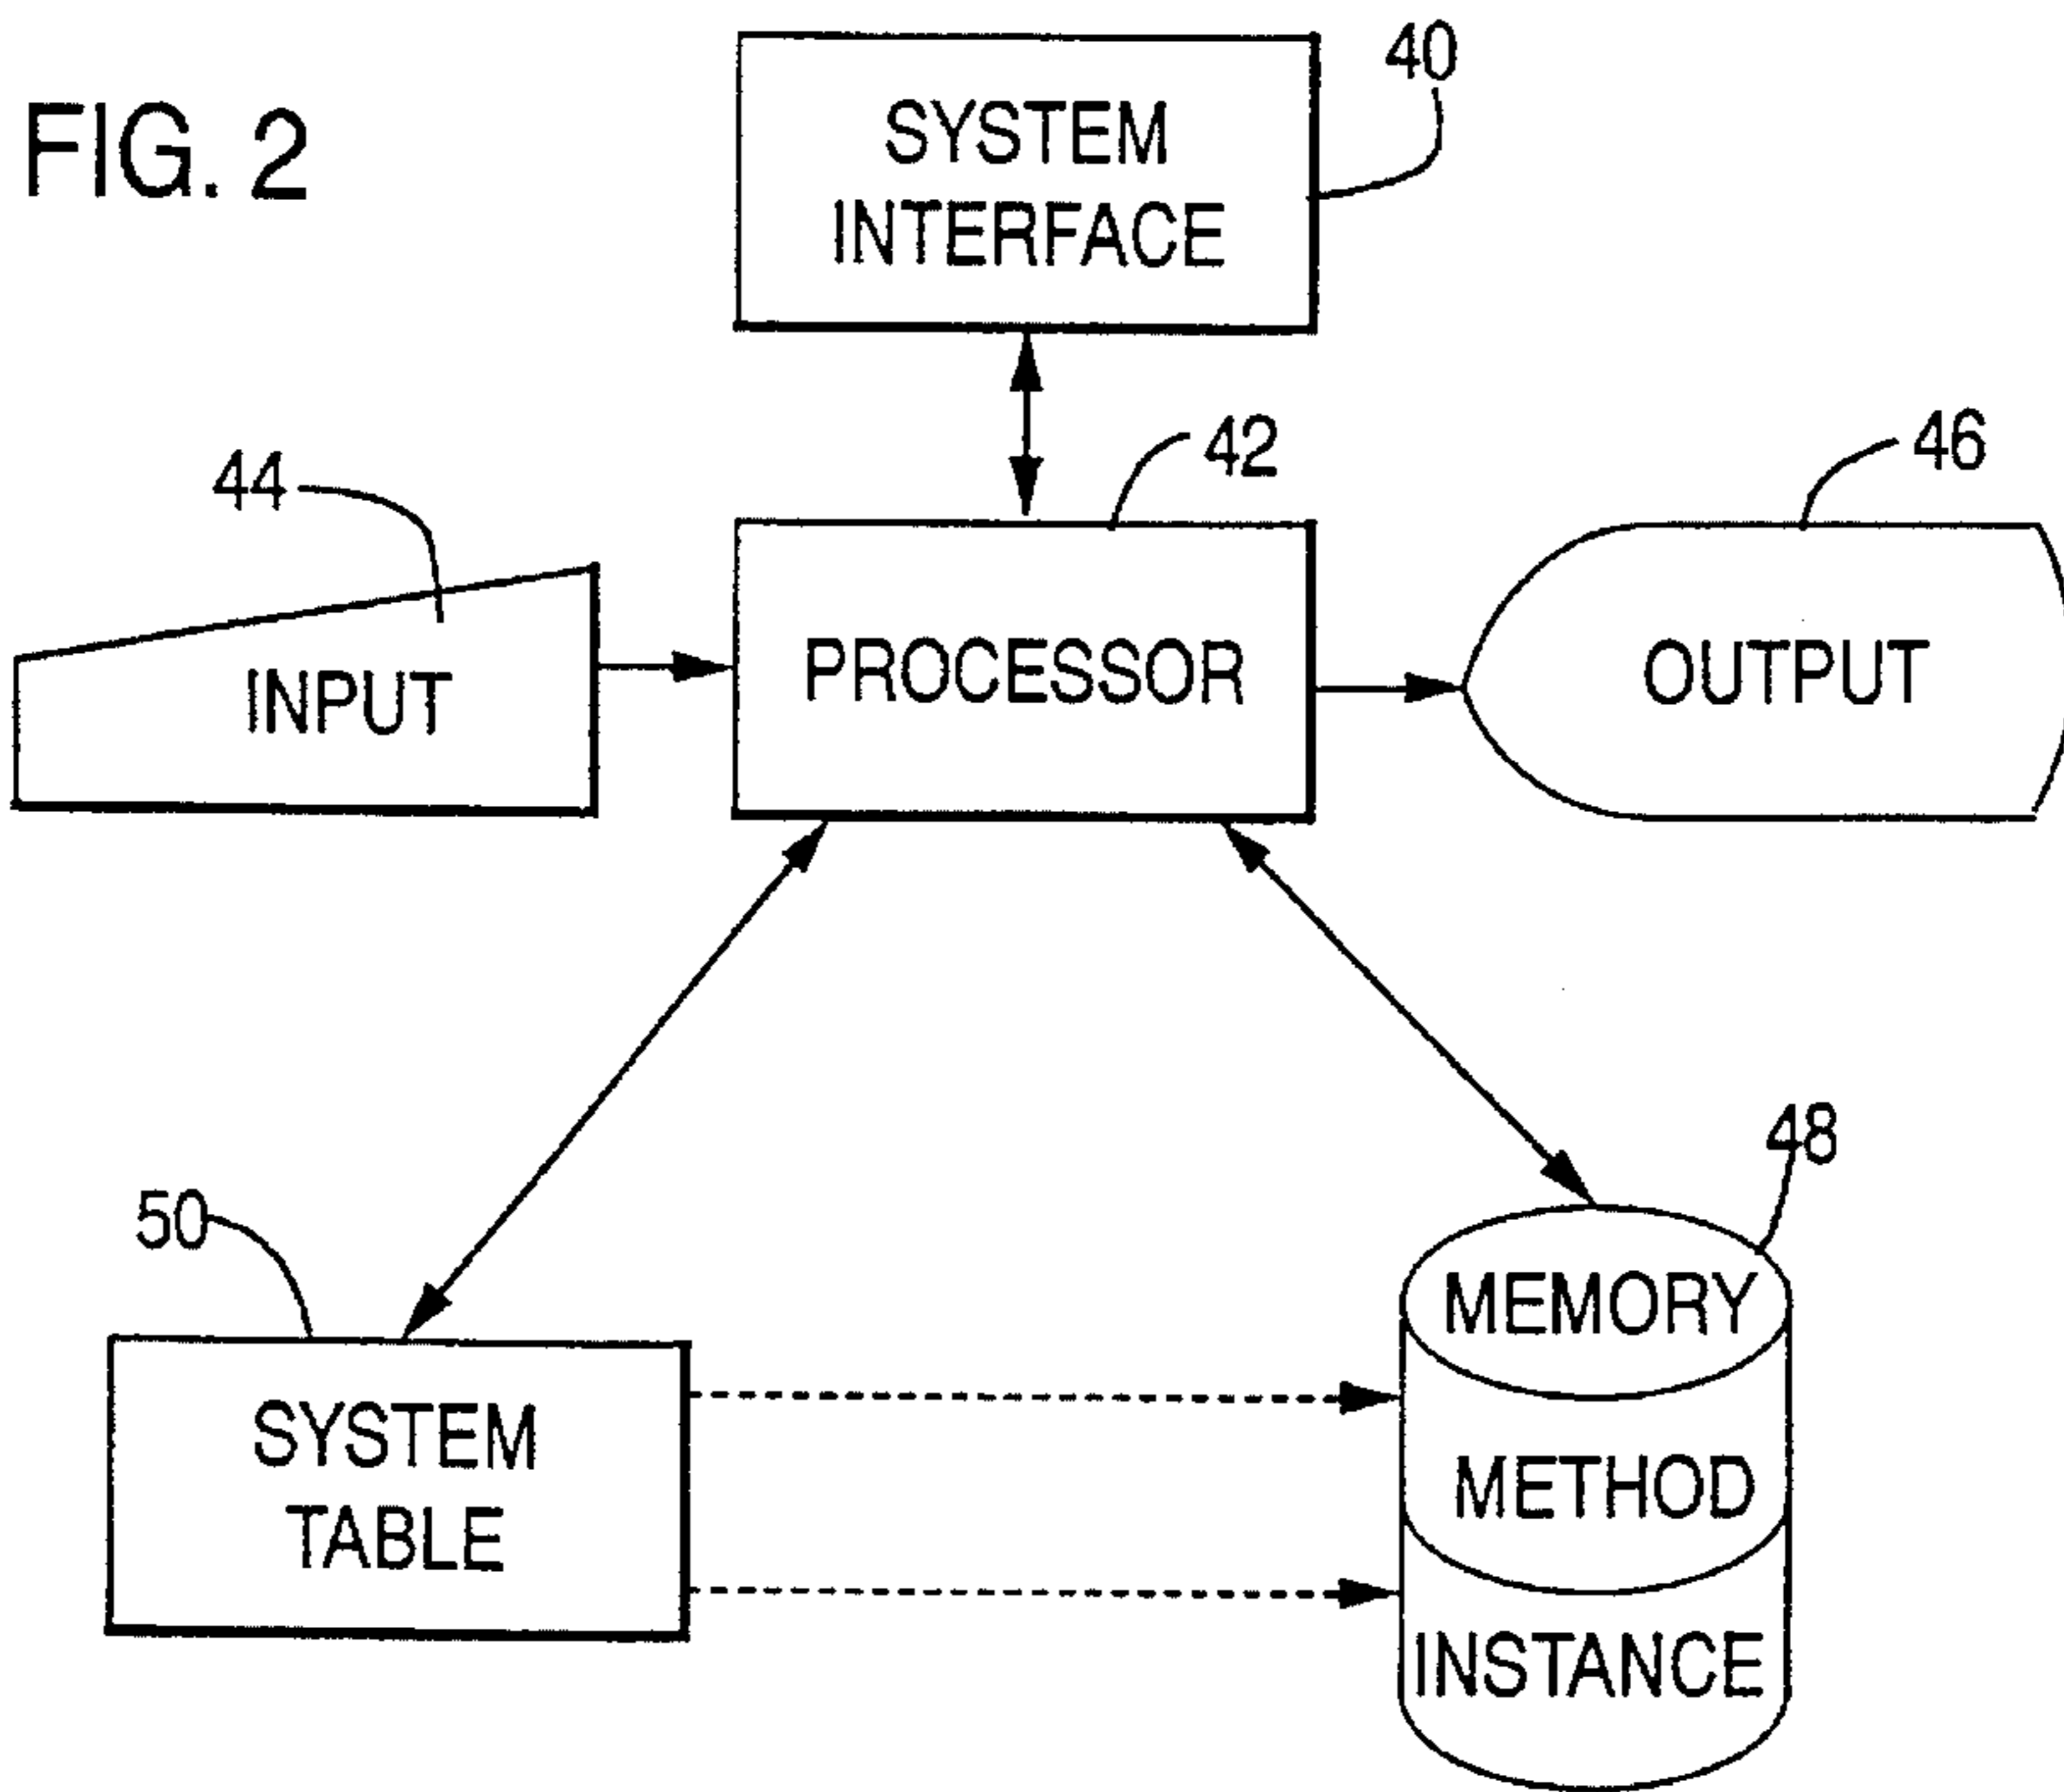 FIG. 2
40
SYSTEM
INTERFACE
42
44
46
INPUT
PROCESSOR
OUTPUT
48
50
MEMORY
SYSTEM
TABLE
METHOD
INSTANCE